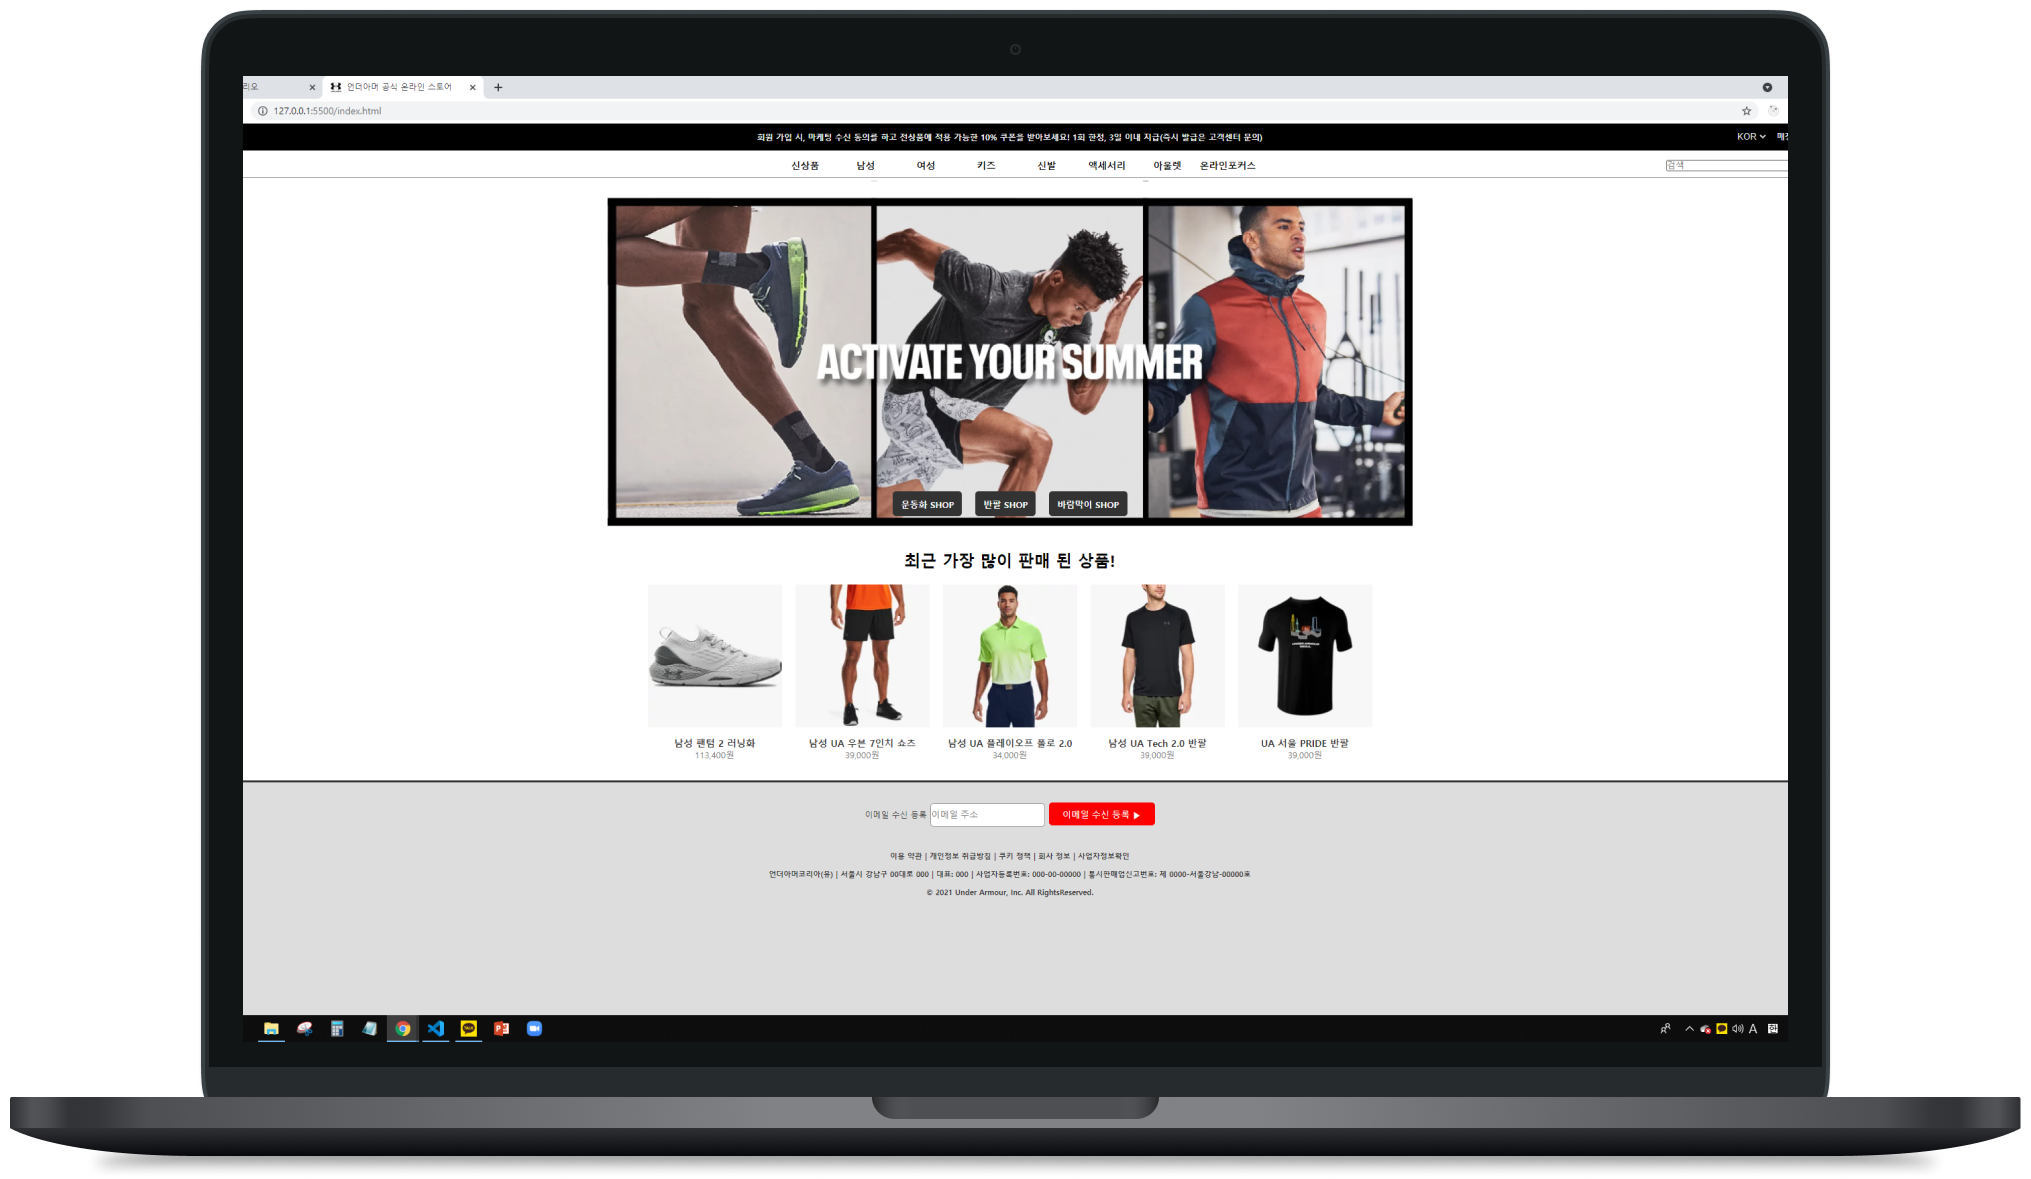 리오
언더아머 공식 온라인 스토어
127.0.0.1:5500/index.html
회원 가입 시, 마케팅 수신 동의를 하고 전상품에 적용 가능한 10% 쿠폰을 받아보세요! 1회 한정, 3일 이내 지급(즉시 발급은 고객센터 문의)
KOR
신상품 남성 여성 키즈 신발 액세서리 아울렛 온라인포커스
검색
ACTIVATE YOUR SUMMER
운동화 SHOP 반팔 SHOP 바람막이 SHOP
최근 가장 많이 판매 된 상품!
남성 팬텀 2 러닝화
113,400원
남성 UA 우븐 7인치 쇼츠
39,000원
남성 UA 플레이오프 폴로 2.0
34,000원
남성 UA Tech 2.0 반팔
39,000원
UA 서울 PRIDE 반팔
39,000원
이메일 수신 등록 이메일 주소 이메일 수신 등록 ▶
이용 약관 | 개인정보 취급방침 | 쿠키 정책 | 회사 정보 | 사업자정보확인
언더아머코리아(유) | 서울시 강남구 00대로 000 | 대표: 000 | 사업자등록번호: 000-00-00000 | 통신판매업신고번호: 제 0000-서울강남-00000호
© 2021 Under Armour, Inc. All RightsReserved.
A